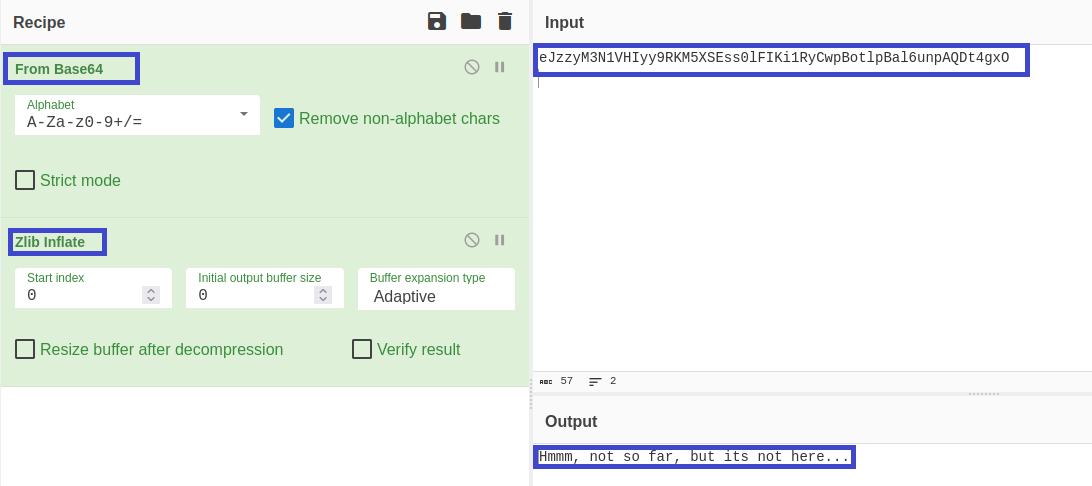 Recipe
From Base64
Alphabet
A-Za-z0-9+/=
Remove non-alphabet chars
Strict mode
Zlib Inflate
Start index
0
Initial output buffer size
0
Buffer expansion type
Adaptive
Resize buffer after decompression
Verify result
Input
eJzzyM3N1VHIyy9RKM5XSEss0lFIKi1RyCwpBotlpBal6unpAQDt4gxO
ABC 57 2
Output
Hmmm, not so far, but its not here...